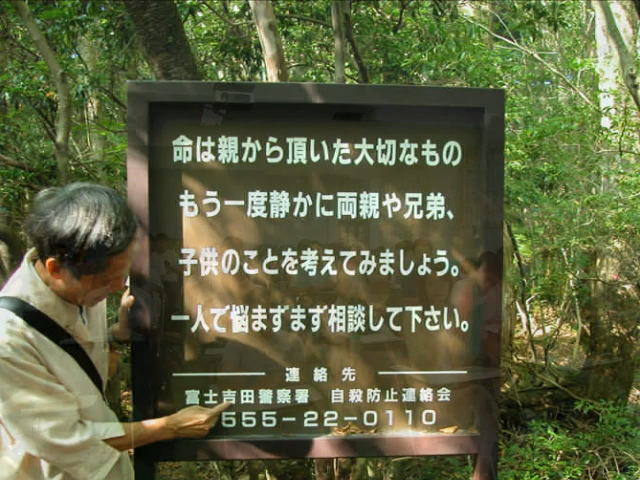 命は親から頂いた大切なもの
もう一度静かに両親や兄弟、
子供のことを考えてみましょう。
一人で悩まずまず相談して下さい。
連絡先
富士吉田警察署 自殺防止連絡会
555-22-0110